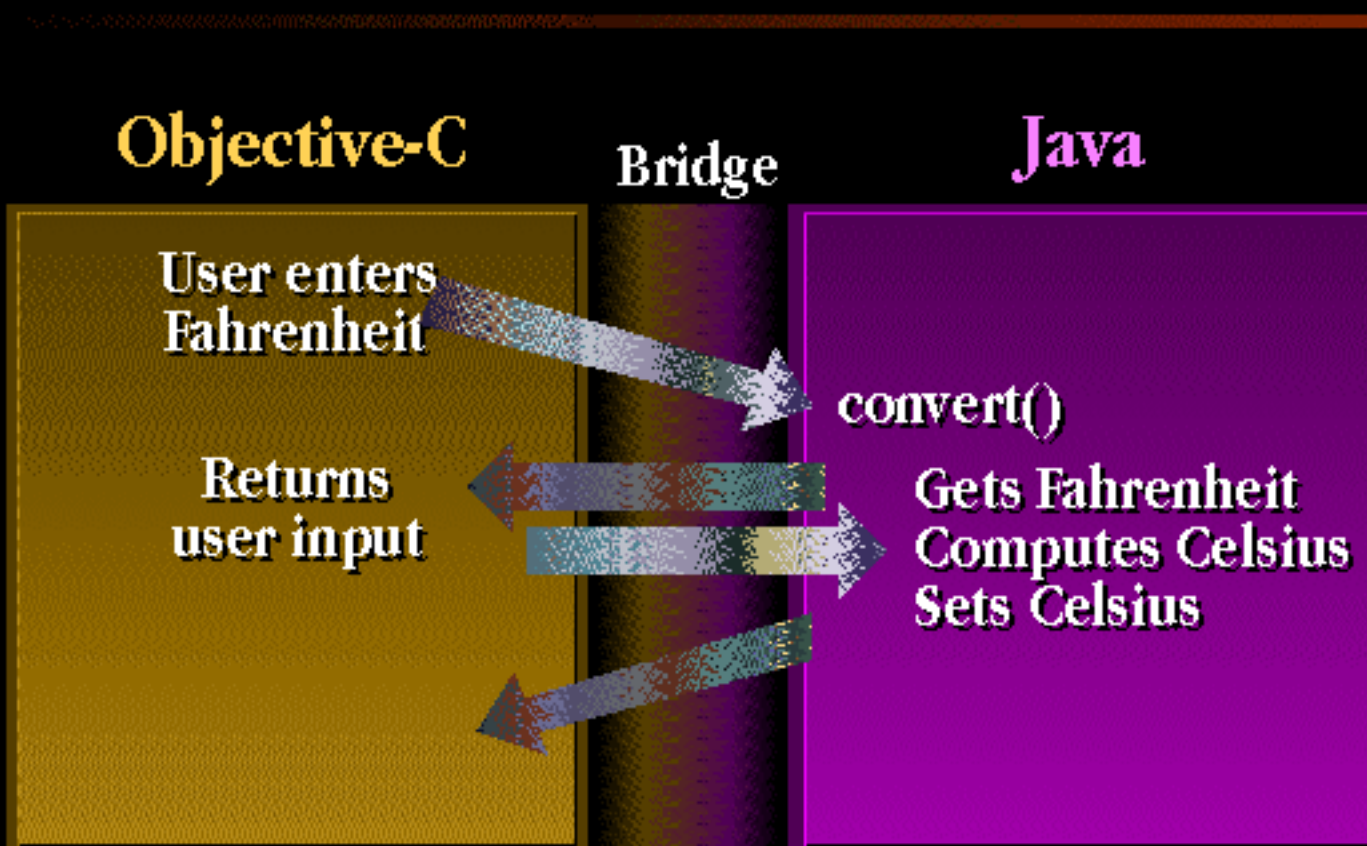 Objective-C
Bridge
Java
User enters
Fahrenheit
convert()
Returns
user input
Gets Fahrenheit
Computes Celsius
Sets Celsius